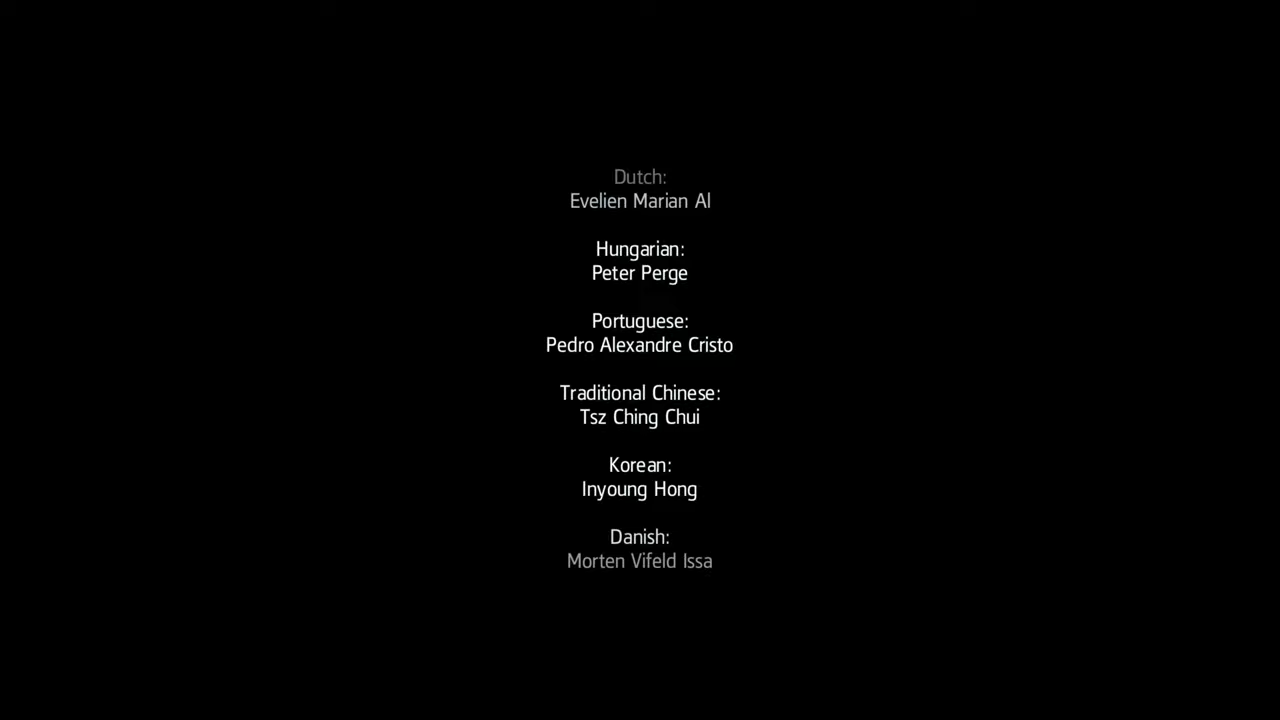 Dutch:
Evelien Marian Al
Hungarian:
Peter Perge
Portuguese:
Pedro Alexandre Cristo
Traditional Chinese:
Tsz Ching Chui
Korean:
Inyoung Hong
Danish:
Morten Vifeld Issa